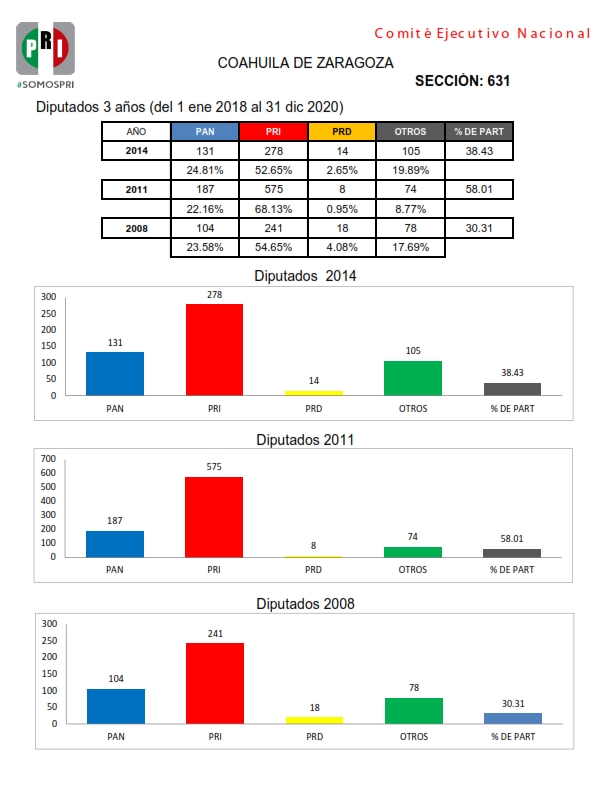 Comité Ejecutivo Nacional
PRI
#SOMOSPRI
COAHUILA DE ZARAGOZA
SECCIÓN: 631
Diputados 3 años (del 1 ene 2018 al 31 dic 2020)
AÑO PAN PRI PRD OTROS % DE PART
2014 131 278 14 105 38.43
24.81% 52.65% 2.65% 19.89%
2011 187 575 8 74 58.01
22.16% 68.13% 0.95% 8.77%
2008 104 241 18 78 30.31
23.58% 54.65% 4.08% 17.69%
Diputados 2014
300
250
200
150
100
50
0
131
278
14
105
38.43
PAN PRI PRD OTROS % DE PART
Diputados 2011
700
600
500
400
300
200
100
0
187
575
8
74
58.01
PAN PRI PRD OTROS % DE PART
Diputados 2008
300
250
200
150
100
50
0
104
241
18
78
30.31
PAN PRI PRD OTROS % DE PART